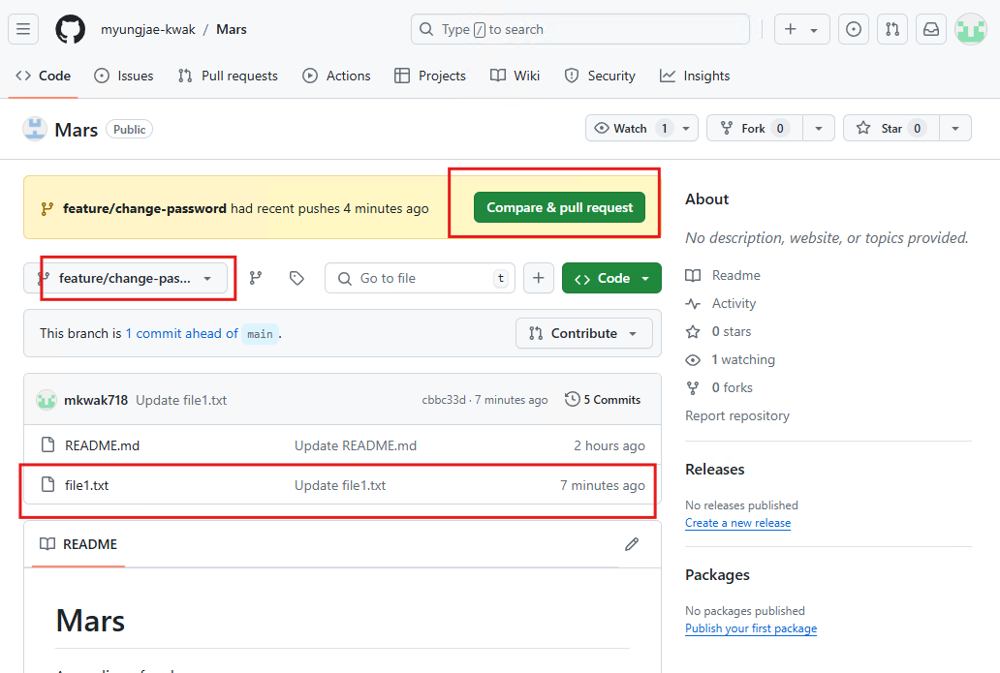 myungjae-kwak / Mars
Type / to search
Code Issues Pull requests Actions Projects Wiki Security Insights
Mars Public
Watch 1 Fork 0 Star 0
feature/change-password had recent pushes 4 minutes ago
Compare & pull request
feature/change-pas...
Go to file t
Code
This branch is 1 commit ahead of main .
Contribute
mkwak718 Update file1.txt cbbc33d · 7 minutes ago 5 Commits
README.md Update README.md 2 hours ago
file1.txt Update file1.txt 7 minutes ago
README
Mars
About
No description, website, or topics provided.
Readme
Activity
0 stars
1 watching
0 forks
Report repository
Releases
No releases published
Create a new release
Packages
No packages published
Publish your first package